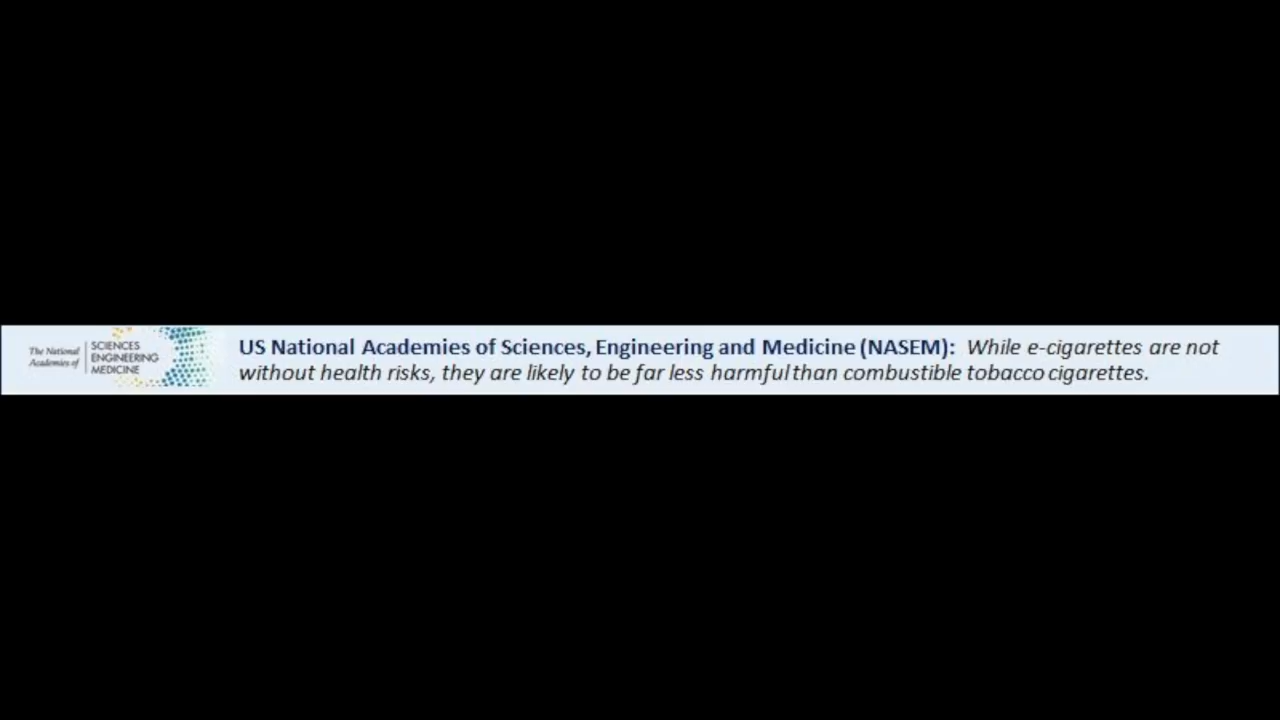 The National
Academies of
SCIENCES
ENGINEERING
MEDICINE
US National Academies of Sciences, Engineering and Medicine (NASEM): While e-cigarettes are not
without health risks, they are likely to be far less harmful than combustible tobacco cigarettes.